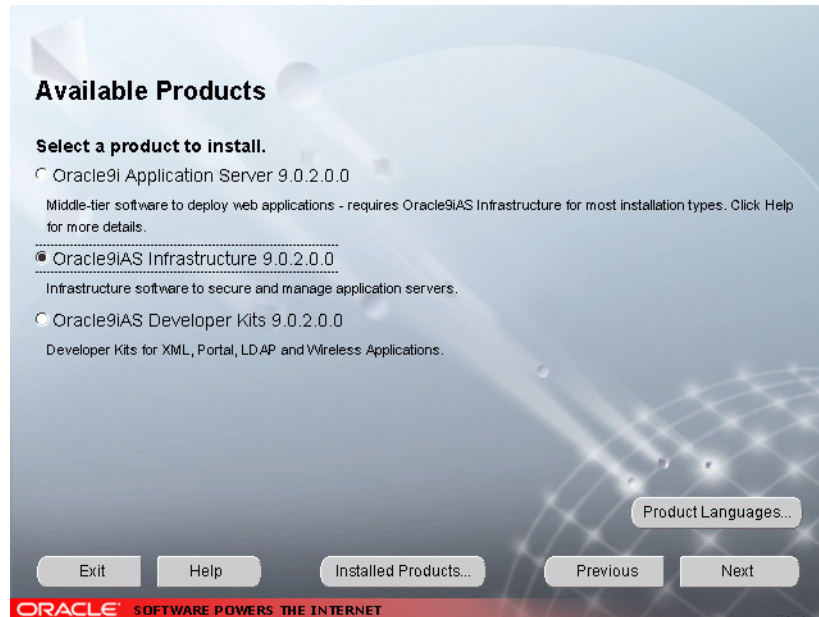 Available Products
Select a product to install.
Oracle9i Application Server 9.0.2.0.0
Middle-tier software to deploy web applications - requires Oracle9iAS Infrastructure for most installation types. Click Help
for more details.
Oracle9iAS Infrastructure 9.0.2.0.0
Infrastructure software to secure and manage application servers.
Oracle9iAS Developer Kits 9.0.2.0.0
Developer Kits for XML, Portal, LDAP and Wireless Applications.
Product Languages...
Exit Help Installed Products... Previous Next
ORACLE SOFTWARE POWERS THE INTERNET